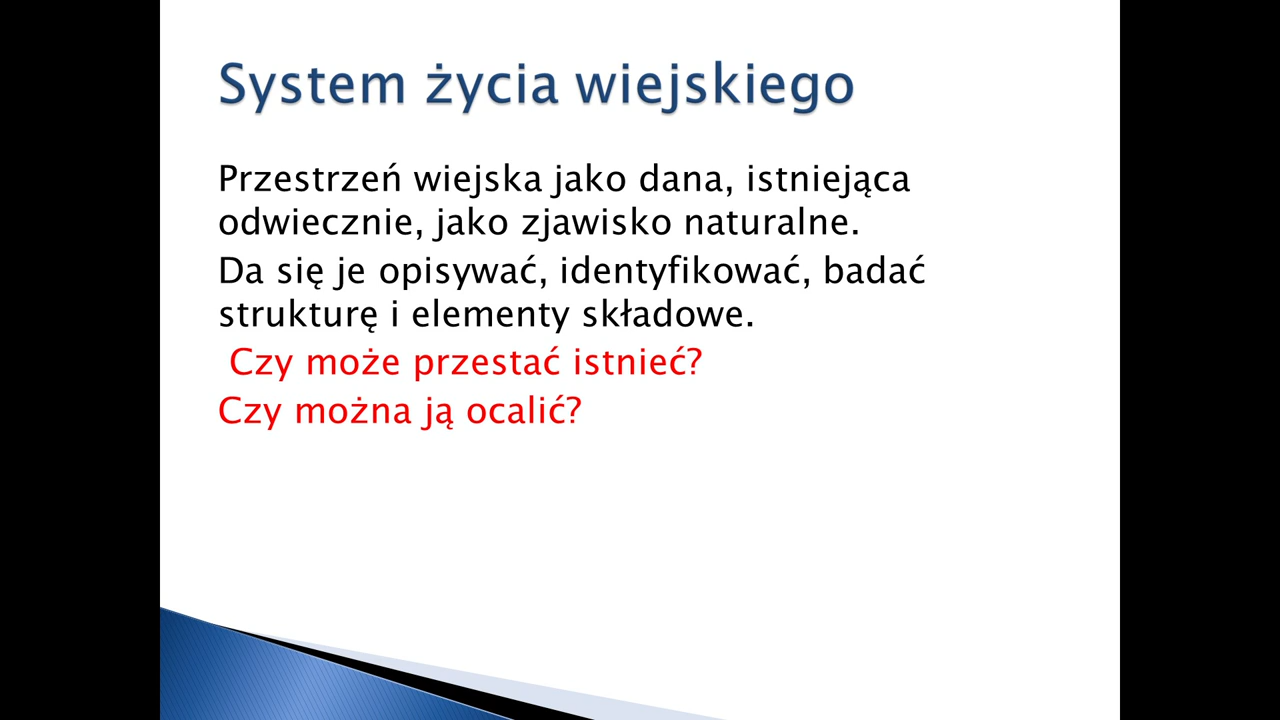 System życia wiejskiego
Przestrzeń wiejska jako dana, istniejąca
odwiecznie, jako zjawisko naturalne.
Da się je opisywać, identyfikować, badać
strukturę i elementy składowe.
Czy może przestać istnieć?
Czy można ją ocalić?